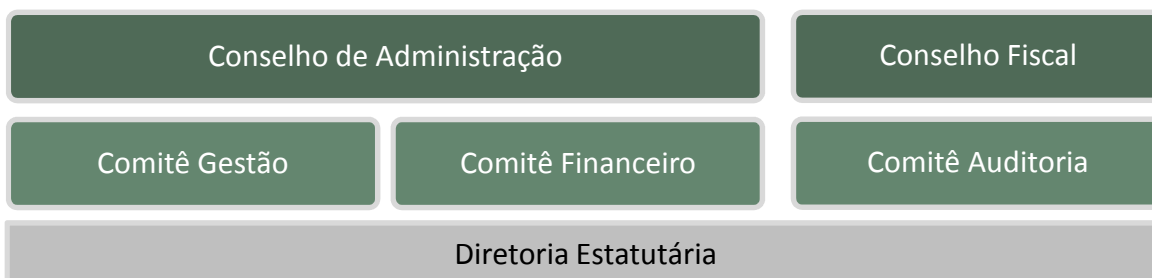 Conselho de Administração
Conselho Fiscal
Comitê Gestão
Comitê Financeiro
Comitê Auditoria
Diretoria Estatutária